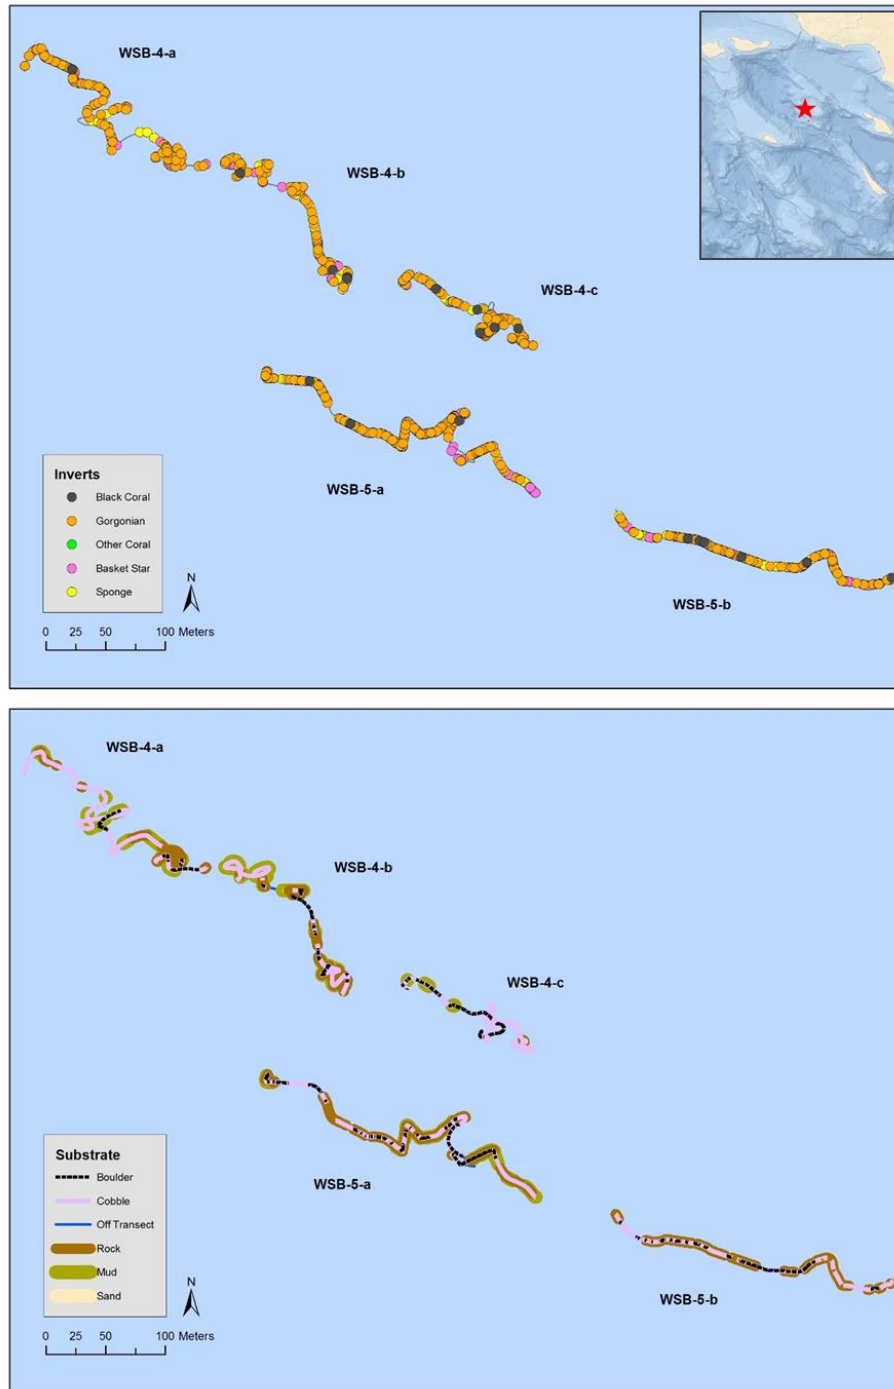 WSB-4-a
WSB-4-b
WSB-4-c
WSB-5-a
WSB-5-b
Inverts
Black Coral
Gorgonian
Other Coral
Basket Star
Sponge
N
0 25 50 100 Meters
WSB-4-a
WSB-4-b
WSB-4-c
WSB-5-a
WSB-5-b
Substrate
Boulder
Cobble
Off Transect
Rock
Mud
Sand
N
0 25 50 100 Meters